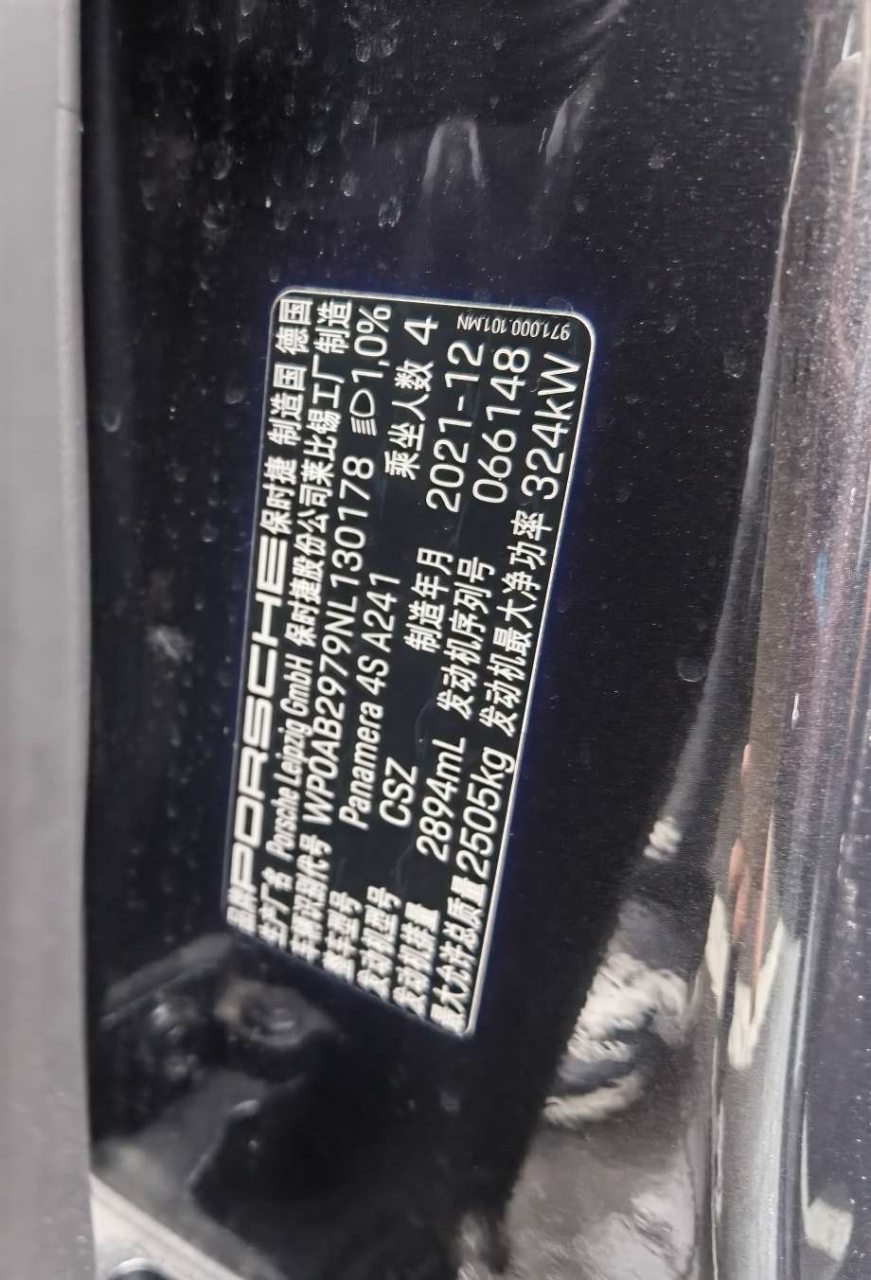 品牌 PORSCHE 保时捷 制造国 德国
生产厂名 Porsche Leipzig GmbH 保时捷股份公司莱比锡工厂制造
车辆识别代号 WP0AB2979NL130178 1,0%
整车型号 Panamera 4S A241 乘坐人数 4
发动机型号 CSZ 制造年月 2021-12
发动机排量 2894mL 发动机序列号 066148
最大允许总质量 2505kg 发动机最大净功率 324kW
971.000.101.MN